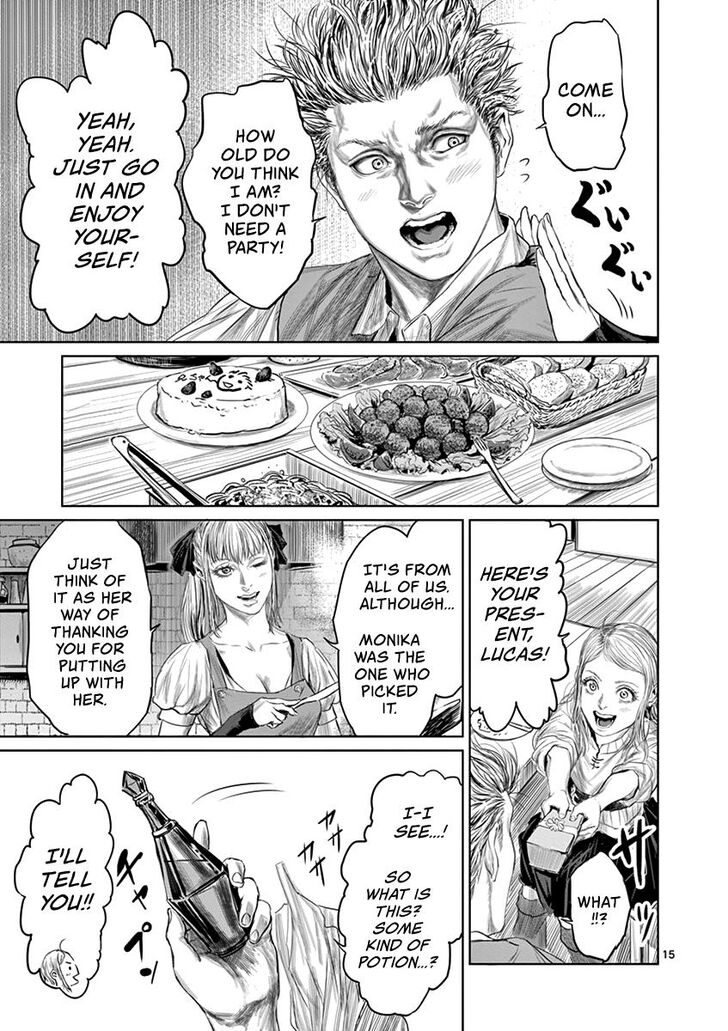 COME
ON...
HOW
OLD DO
YOU THINK
I AM?
I DON'T
NEED A
PARTY!
YEAH,
YEAH.
JUST GO
IN AND
ENJOY
YOUR-
SELF!
ぐいぐい
HERE'S
YOUR
PRES-
ENT,
LUCAS!
WHAT
!!?
IT'S FROM
ALL OF US.
ALTHOUGH...
MONIKA
WAS THE
ONE WHO
PICKED
IT.
JUST
THINK OF
IT AS HER
WAY OF
THANKING
YOU FOR
PUTTING
UP WITH
HER.
I-I
SEE...!
SO
WHAT IS
THIS?
SOME
KIND OF
POTION...?
I'LL
TELL
YOU!!
15